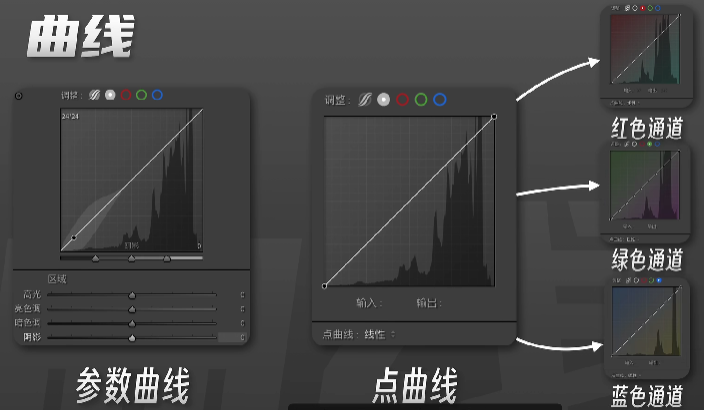 曲线
调整:
24/24
阴影
区域
高光
亮色调
暗色调
阴影
参数曲线
调整:
输入:
输出:
点曲线: 线性
点曲线
红色通道
绿色通道
蓝色通道